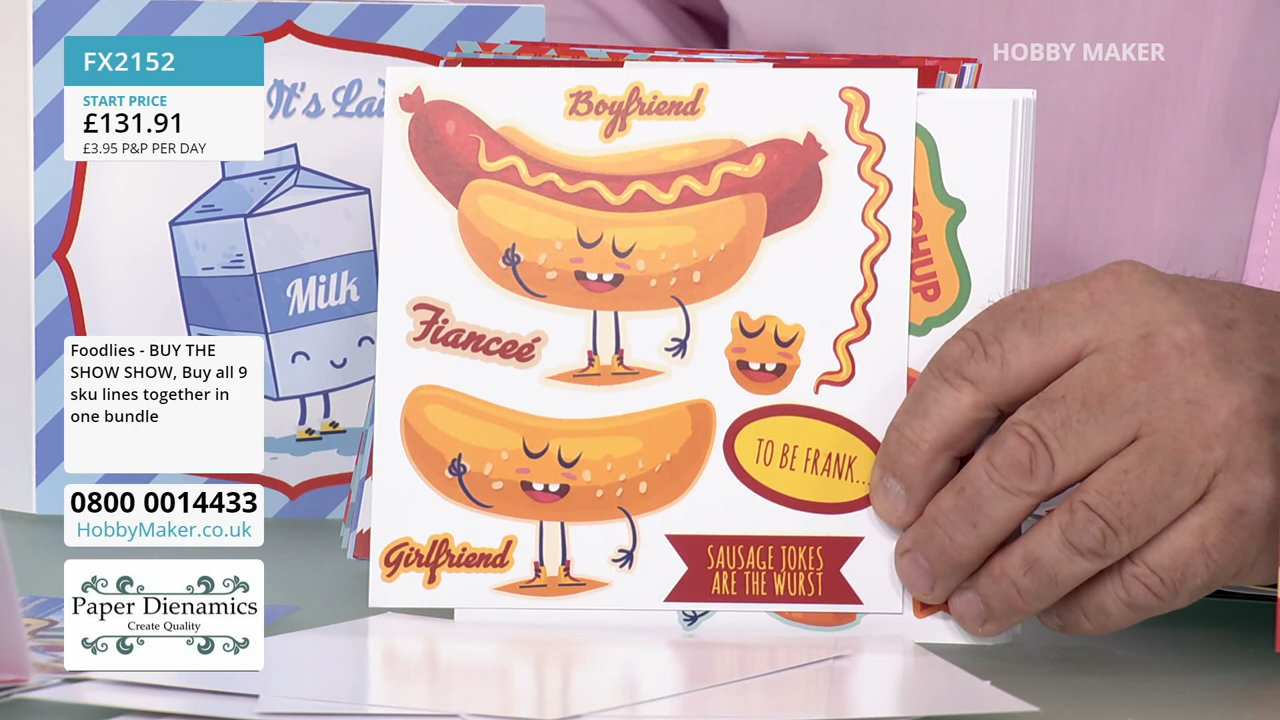 FX2152
START PRICE
£131.91
£3.95 P&P PER DAY
HOBBY MAKER
It's
Boyfriend
Milk
Fianceé
TO BE FRANK...
Girlfriend
SAUSAGE JOKES
ARE THE WURST
Foodlies - BUY THE
SHOW SHOW, Buy all 9
sku lines together in
one bundle
0800 0014433
HobbyMaker.co.uk
Paper Dienamics
Create Quality